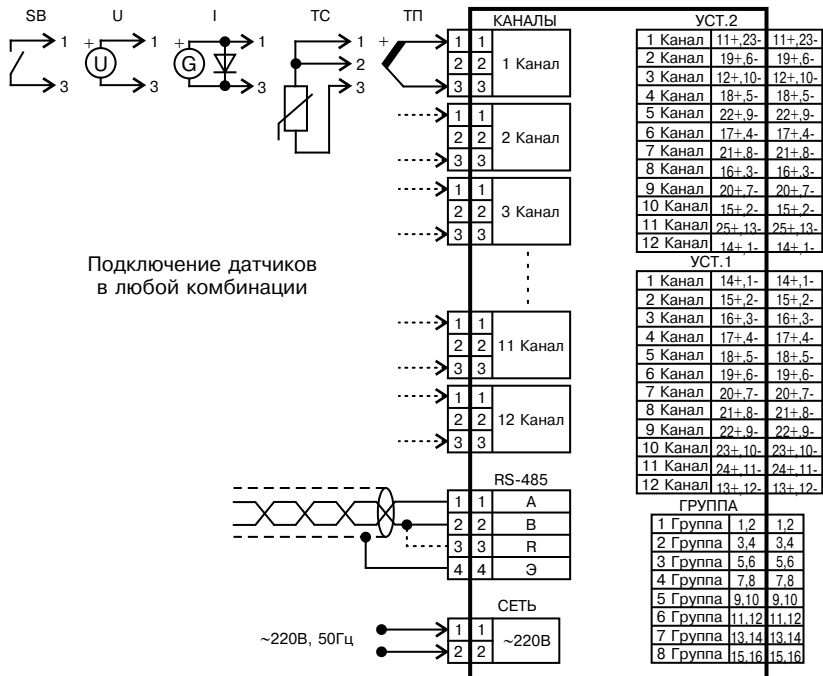 SB U I ТС ТП
1 1 1 1
2
3 3 3 3
+ + +
U G
Подключение датчиков
в любой комбинации
КАНАЛЫ
1 1
2 2 1 Канал
3 3
1 1
2 2 2 Канал
3 3
1 1
2 2 3 Канал
3 3
1 1
2 2 11 Канал
3 3
1 1
2 2 12 Канал
3 3
RS-485
1 1 A
2 2 B
3 3 R
4 4 Э
СЕТЬ
~220В, 50Гц
1 1
2 2 ~220В
УСТ.2
1 Канал 11+,23- 11+,23-
2 Канал 19+,6- 19+,6-
3 Канал 12+,10- 12+,10-
4 Канал 18+,5- 18+,5-
5 Канал 22+,9- 22+,9-
6 Канал 17+,4- 17+,4-
7 Канал 21+,8- 21+,8-
8 Канал 16+,3- 16+,3-
9 Канал 20+,7- 20+,7-
10 Канал 15+,2- 15+,2-
11 Канал 25+,13- 25+,13-
12 Канал 14+,1- 14+,1-
УСТ.1
1 Канал 14+,1- 14+,1-
2 Канал 15+,2- 15+,2-
3 Канал 16+,3- 16+,3-
4 Канал 17+,4- 17+,4-
5 Канал 18+,5- 18+,5-
6 Канал 19+,6- 19+,6-
7 Канал 20+,7- 20+,7-
8 Канал 21+,8- 21+,8-
9 Канал 22+,9- 22+,9-
10 Канал 23+,10- 23+,10-
11 Канал 24+,11- 24+,11-
12 Канал 13+,12- 13+,12-
ГРУППА
1 Группа 1,2 1,2
2 Группа 3,4 3,4
3 Группа 5,6 5,6
4 Группа 7,8 7,8
5 Группа 9,10 9,10
6 Группа 11,12 11,12
7 Группа 13,14 13,14
8 Группа 15,16 15,16